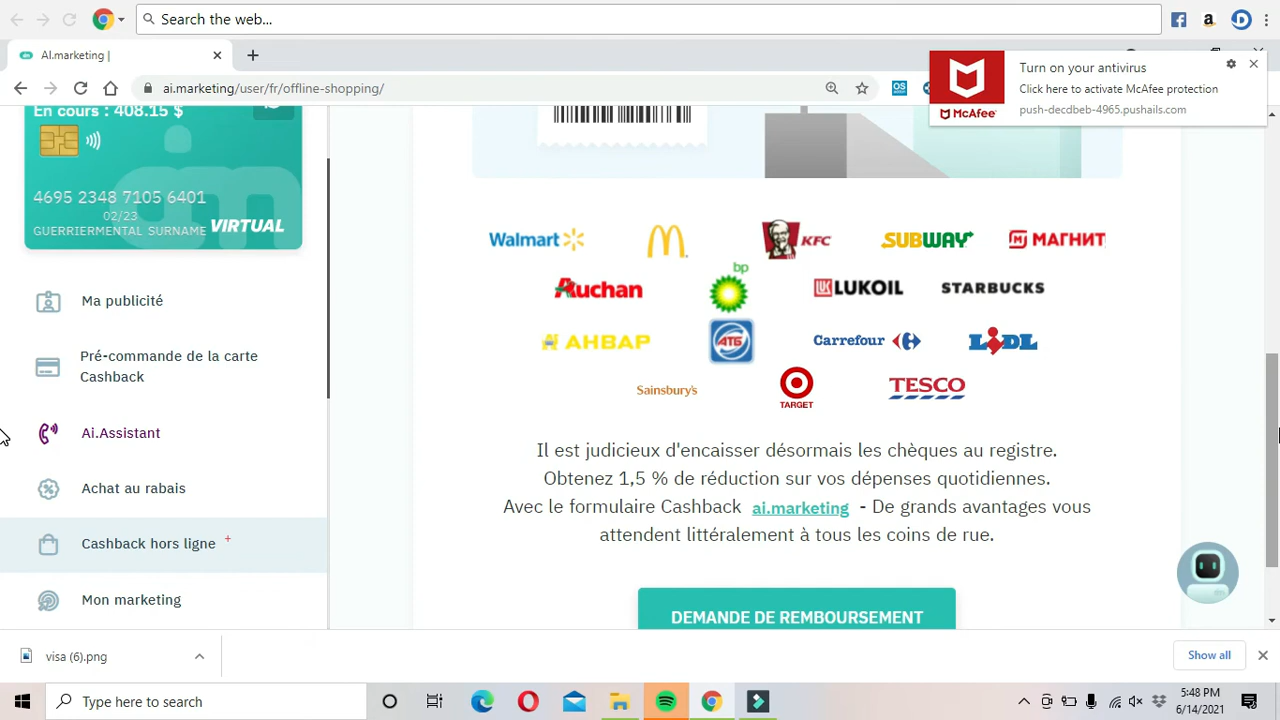 Search the web...
AI.marketing |
ai.marketing/user/fr/offline-shopping/
Turn on your antivirus
Click here to activate McAfee protection
push-decdbeb-4965.pushails.com
McAfee
En cours : 408.15 $
4695 2348 7105 6401
02/23
GUERRIERMENTAL SURNAME
VIRTUAL
Ma publicité
Pré-commande de la carte
Cashback
Ai.Assistant
Achat au rabais
Cashback hors ligne +
Mon marketing
Walmart
KFC
SUBWAY
МАГНИТ
Auchan
bp
LUKOIL
STARBUCKS
АНВАР
АТБ
Carrefour
LIDL
Sainsbury's
TARGET
TESCO
Il est judicieux d'encaisser désormais les chèques au registre.
Obtenez 1,5 % de réduction sur vos dépenses quotidiennes.
Avec le formulaire Cashback ai.marketing - De grands avantages vous
attendent littéralement à tous les coins de rue.
DEMANDE DE REMBOURSEMENT
visa (6).png
Show all
Type here to search
5:48 PM
6/14/2021